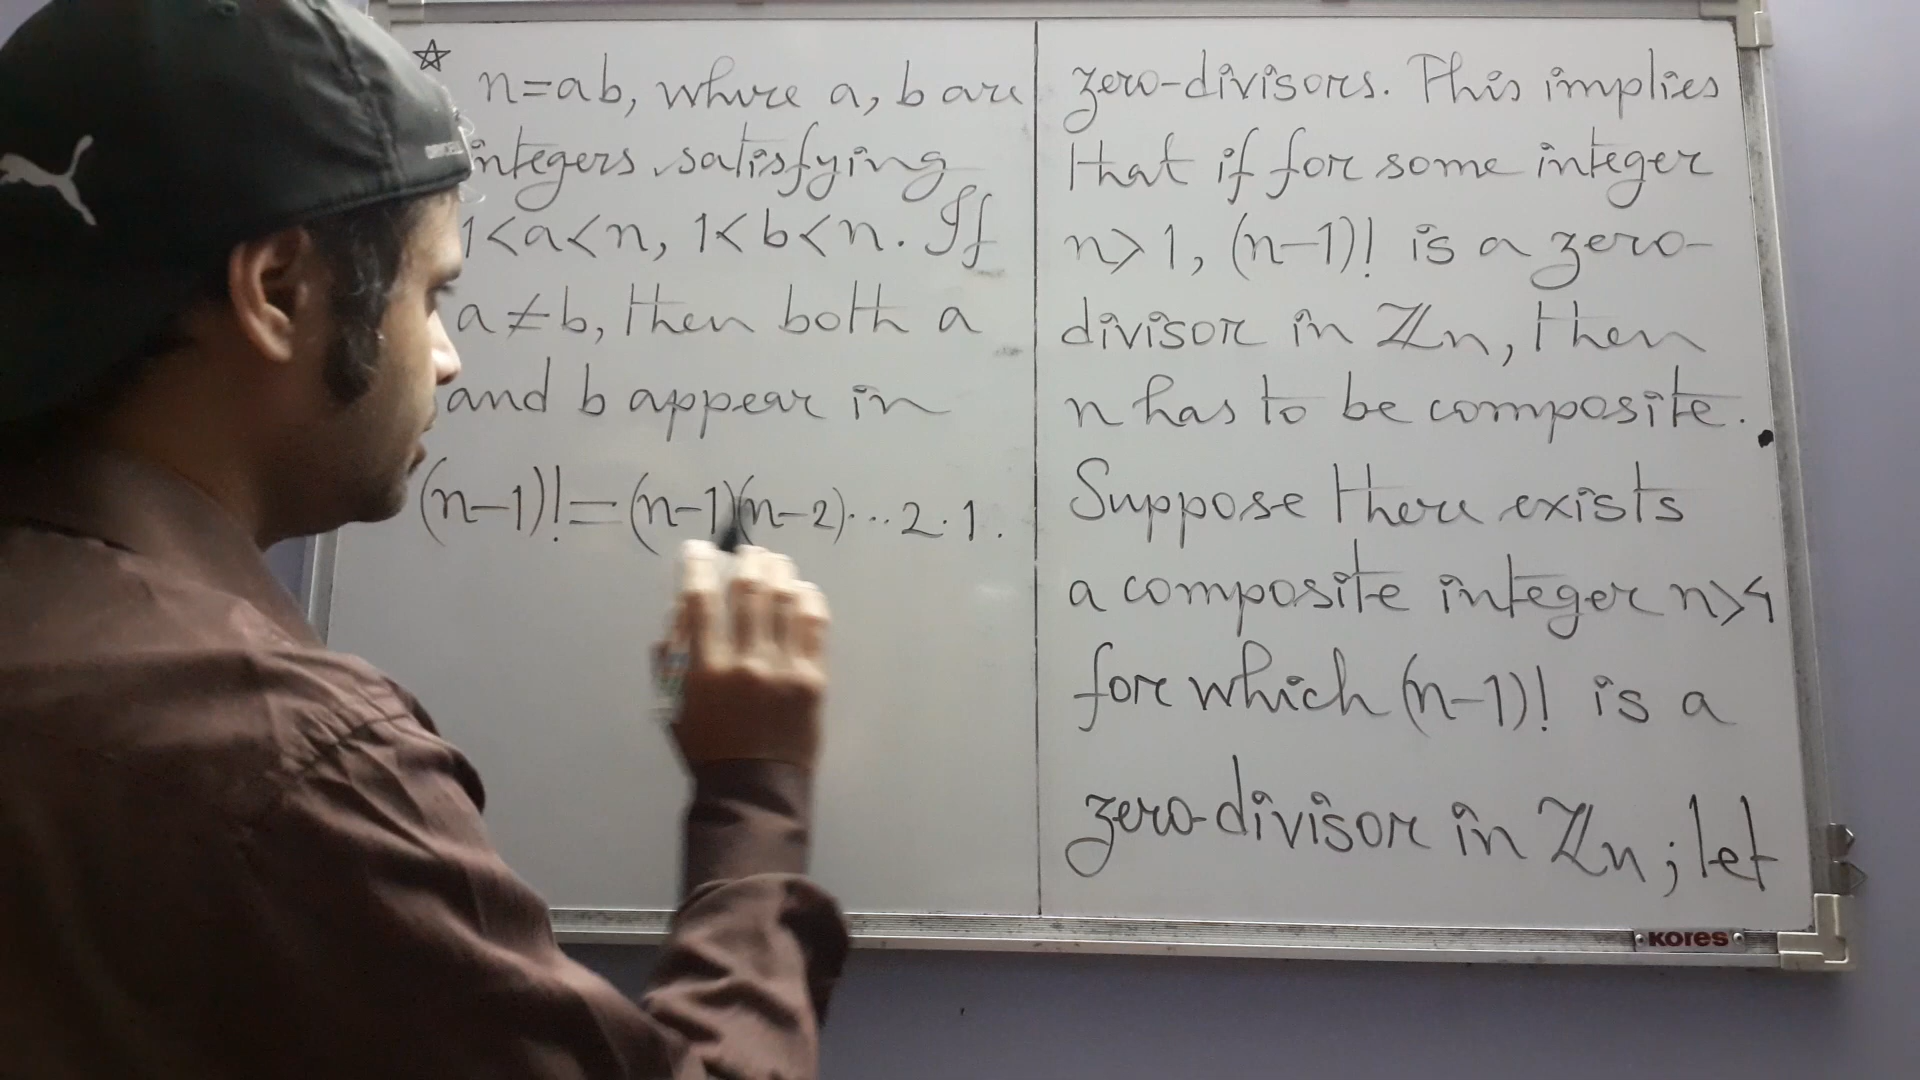 ☆ n=ab, where a, b are
integers satisfying
1<a<n, 1<b<n. If
a≠b, then both a
and b appear in
(n-1)!=(n-1)(n-2)...2.1.
zero-divisors. This implies
that if for some integer
n>1, (n-1)! is a zero-
divisor in ℤn, then
n has to be composite.
Suppose there exists
a composite integer n>4
for which (n-1)! is a
zero-divisor in ℤn; let
KORES